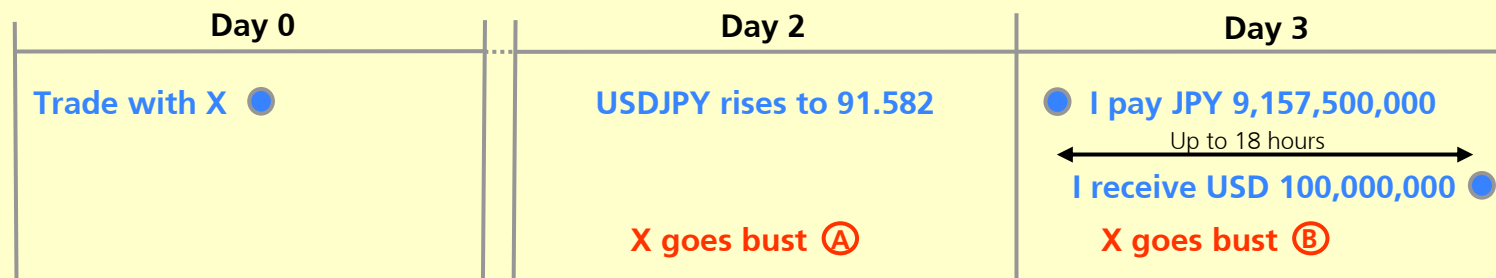 Day 0
Day 2
Day 3
Trade with X
USDJPY rises to 91.582
I pay JPY 9,157,500,000
Up to 18 hours
I receive USD 100,000,000
X goes bust A
X goes bust B